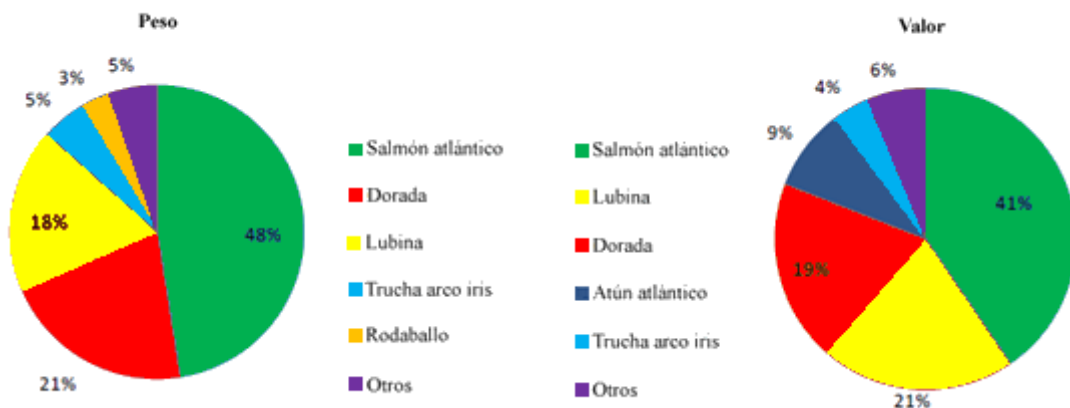 Peso
5%
3%
5%
18%
48%
21%
Salmón atlántico
Dorada
Lubina
Trucha arco iris
Rodaballo
Otros
Valor
6%
4%
9%
41%
19%
21%
Salmón atlántico
Lubina
Dorada
Atún atlántico
Trucha arco iris
Otros